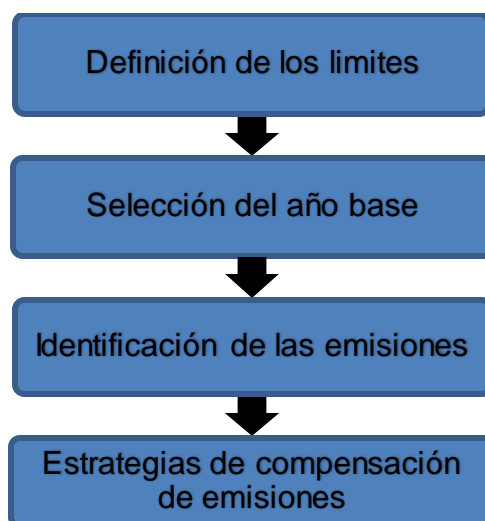 Definición de los limites
Selección del año base
Identificación de las emisiones
Estrategias de compensación
de emisiones